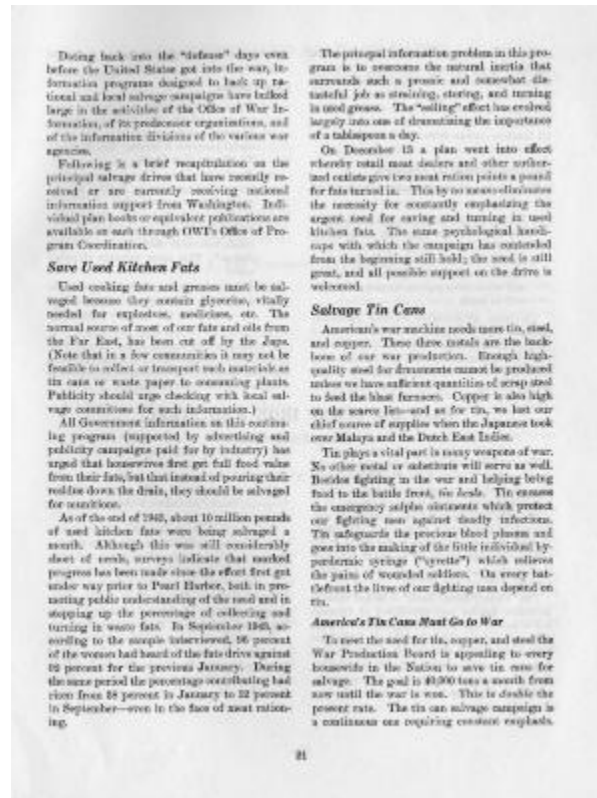 Dating back into the "defense" days even
before the United States got into the war, in-
formation programs designed to back up na-
tional and local salvage campaigns have bulked
large in the activities of the Office of War In-
formation, of its predecessor organizations, and
of the information divisions of the various war
agencies.
Following is a brief recapitulation on the
principal salvage drives that have recently re-
ceived or are currently receiving national
information support from Washington. Indi-
vidual plan books or equivalent publications are
available on each through OWI's Office of Pro-
gram Coordination.
Save Used Kitchen Fats
Used cooking fats and greases must be sal-
vaged because they contain glycerine, vitally
needed for explosives, medicines, etc. The
normal source of most of our fats and oils from
the Far East, has been cut off by the Japs.
(Note that in a few communities it may not be
feasible to collect or transport such materials as
tin cans or waste paper to consuming plants.
Publicity should urge checking with local sal-
vage committees for such information.)
All Government information on this continu-
ing program (supported by advertising and
publicity campaigns paid for by industry) has
urged that housewives first get full food value
from their fats, but that instead of pouring their
residue down the drain, they should be salvaged
for munitions.
As of the end of 1943, about 10 million pounds
of used kitchen fats were being salvaged a
month. Although this was still considerably
short of needs, surveys indicate that marked
progress has been made since the effort first got
under way prior to Pearl Harbor, both in pro-
moting public understanding of the need and in
stepping up the percentage of collecting and
turning in waste fats. In September 1943, ac-
cording to the sample interviewed, 96 percent
of the women had heard of the fats drive against
92 percent for the previous January. During
the same period the percentage contributing had
risen from 38 percent in January to 52 percent
in September—even in the face of meat ration-
ing.
The principal information problem in this pro-
gram is to overcome the natural inertia that
surrounds such a prosaic and somewhat dis-
tasteful job as straining, storing, and turning
in used grease. The "selling" effort has evolved
largely into one of dramatizing the importance
of a tablespoon a day.
On December 13 a plan went into effect
whereby retail meat dealers and other author-
ized outlets give two meat ration points a pound
for fats turned in. This by no means eliminates
the necessity for constantly emphasizing the
urgent need for saving and turning in used
kitchen fats. The same psychological handi-
caps with which the campaign has contended
from the beginning still hold; the need is still
great, and all possible support on the drive is
welcomed.
Salvage Tin Cans
American's war machine needs more tin, steel,
and copper. These three metals are the back-
bone of our war production. Enough high-
quality steel for armaments cannot be produced
unless we have sufficient quantities of scrap steel
to feed the blast furnaces. Copper is also high
on the scarce list—and as for tin, we lost our
chief source of supplies when the Japanese took
over Malaya and the Dutch East Indies.
Tin plays a vital part in many weapons of war.
No other metal or substitute will serve as well.
Besides fighting in the war and helping bring
food to the battle front, tin heals. Tin encases
the emergency sulpha ointments which protect
our fighting men against deadly infections.
Tin safeguards the precious blood plasma and
goes into the making of the little individual hy-
perdermic syringe ("syrette") which relieves
the pains of wounded soldiers. On every bat-
tlefront the lives of our fighting men depend on
tin.
America's Tin Cans Must Go to War
To meet the need for tin, copper, and steel the
War Production Board is appealing to every
housewife in the Nation to save tin cans for
salvage. The goal is 40,000 tons a month from
now until the war is won. This is double the
present rate. The tin can salvage campaign is
a continuous one requiring constant emphasis.
21